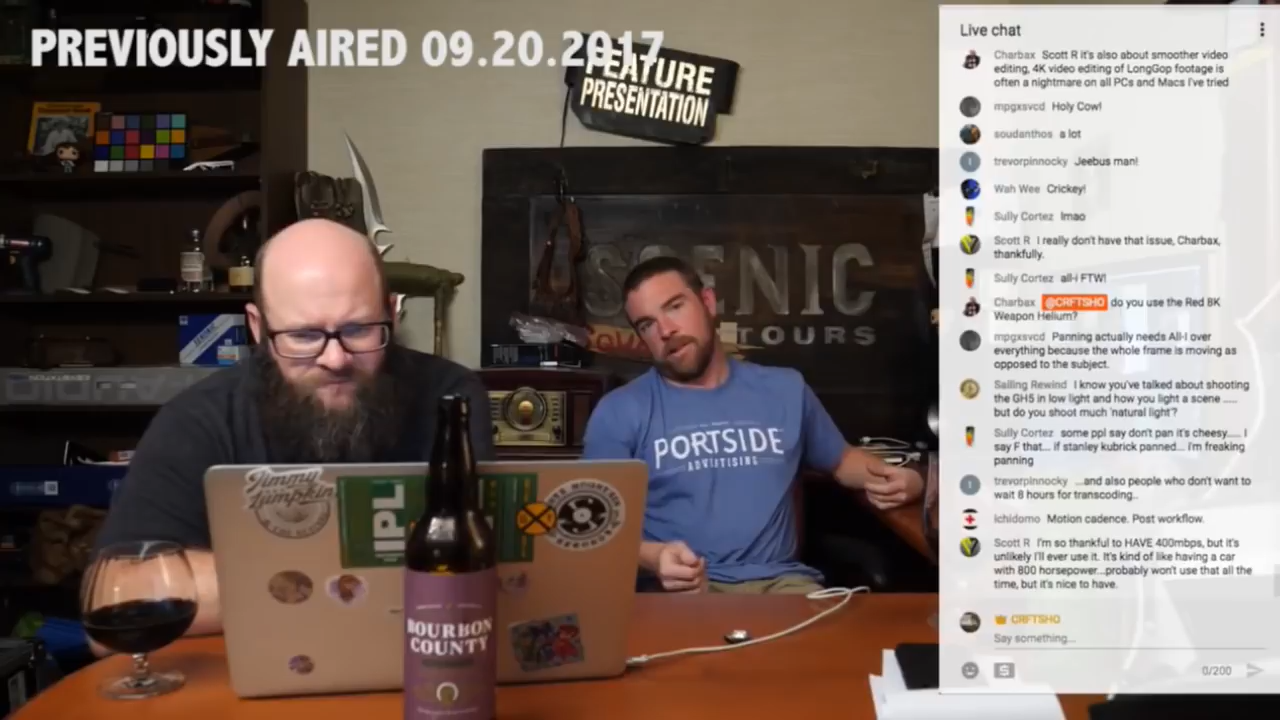 PREVIOUSLY AIRED 09.20.2017
FEATURE
PRESENTATION
SCENIC
TOURS
PORTSIDE
ADVERTISING
Jimmy
Lumpkin
IPL
BOURBON
COUNTY
Live chat
Charbax Scott R it's also about smoother video
editing, 4K video editing of LongGop footage is
often a nightmare on all PCs and Macs I've tried
mpgxsvcd Holy Cow!
soudanthos a lot
trevorpinnocky Jeebus man!
Wah Wee Crickey!
Sully Cortez lmao
Scott R I really don't have that issue, Charbax,
thankfully.
Sully Cortez all-i FTW!
Charbax @CRFTSHO do you use the Red 8K
Weapon Helium?
mpgxsvcd Panning actually needs All-I over
everything because the whole frame is moving as
opposed to the subject.
Sailing Rewind I know you've talked about shooting
the GH5 in low light and how you light a scene .....
but do you shoot much 'natural light'?
Sully Cortez some ppl say don't pan it's cheesy..... I
say F that... if stanley kubrick panned... i'm freaking
panning
trevorpinnocky ...and also people who don't want to
wait 8 hours for transcoding..
ichidomo Motion cadence. Post workflow.
Scott R I'm so thankful to HAVE 400mbps, but it's
unlikely I'll ever use it. It's kind of like having a car
with 800 horsepower...probably won't use that all the
time, but it's nice to have.
CRFTSHO
Say something...
0/200